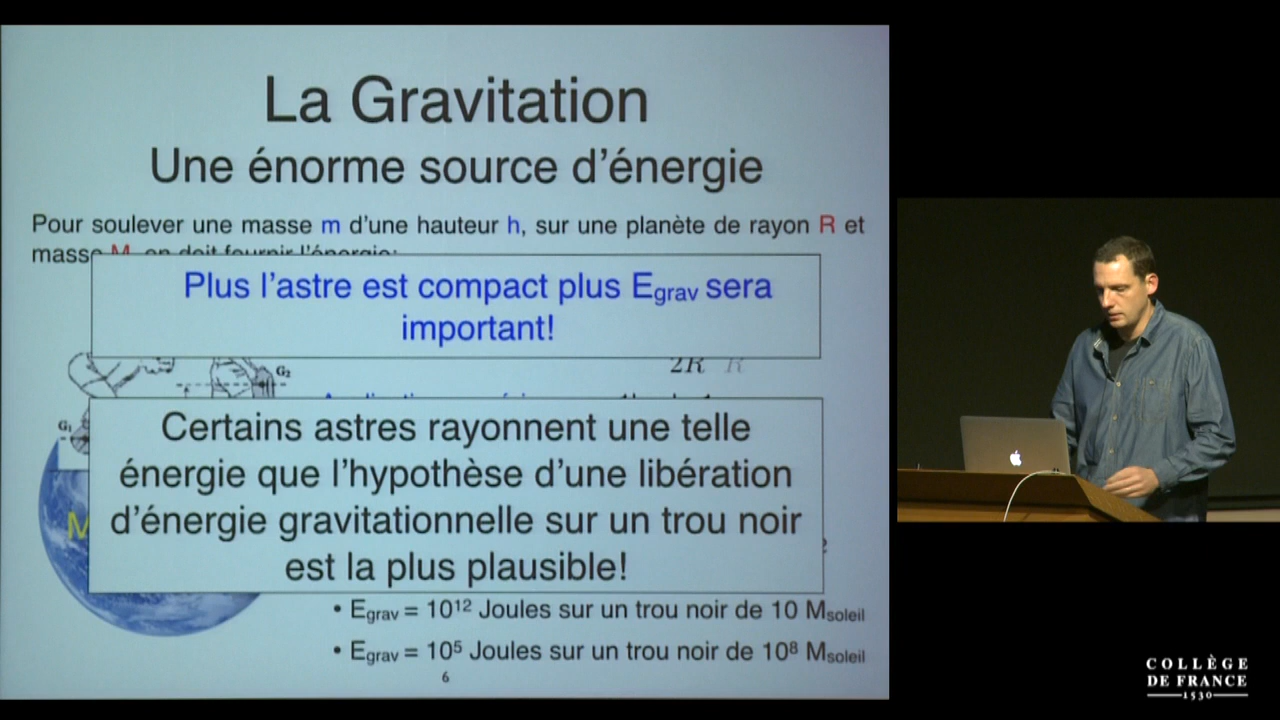 La Gravitation
Une énorme source d'énergie
Pour soulever une masse m d'une hauteur h, sur une planète de rayon R et
masse M, on doit fournir l'énergie:
Plus l'astre est compact plus Egrav sera
important!
G₂
2R R
G₁
Certains astres rayonnent une telle
énergie que l'hypothèse d'une libération
d'énergie gravitationnelle sur un trou noir
est la plus plausible!
M
• Egrav = 10¹² Joules sur un trou noir de 10 Msoleil
• Egrav = 10⁵ Joules sur un trou noir de 10⁸ Msoleil
6
COLLÈGE
DE FRANCE
1530